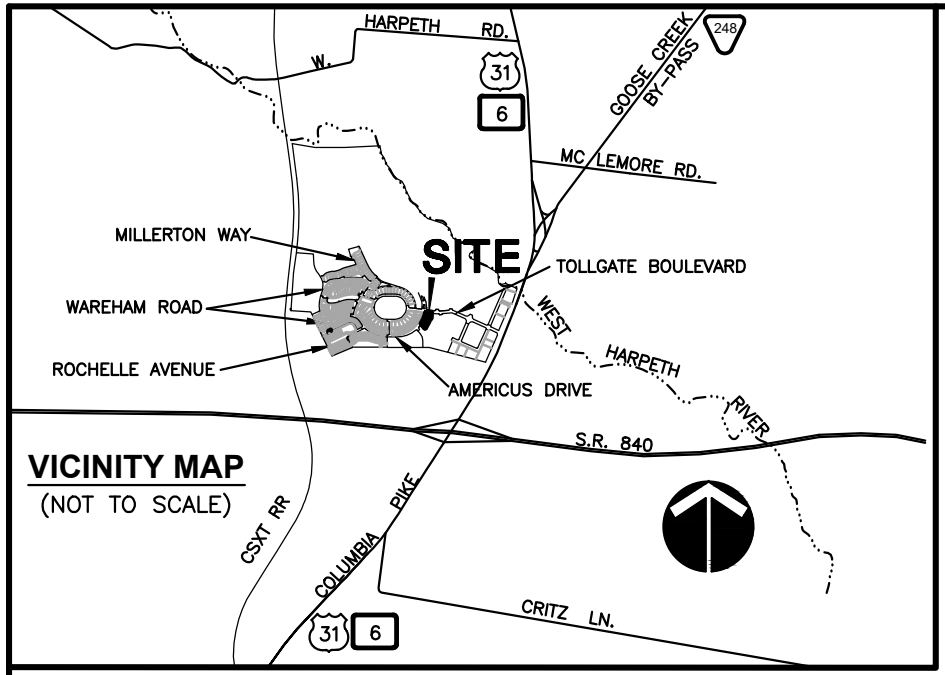 HARPETH RD.
W.
248
GOOSE CREEK
BY-PASS
31
6
MC LEMORE RD.
MILLERTON WAY
SITE
TOLLGATE BOULEVARD
WAREHAM ROAD
WEST HARPETH RIVER
ROCHELLE AVENUE
AMERICUS DRIVE
S.R. 840
VICINITY MAP
(NOT TO SCALE)
CSXT RR
COLUMBIA PIKE
CRITZ LN.
31
6